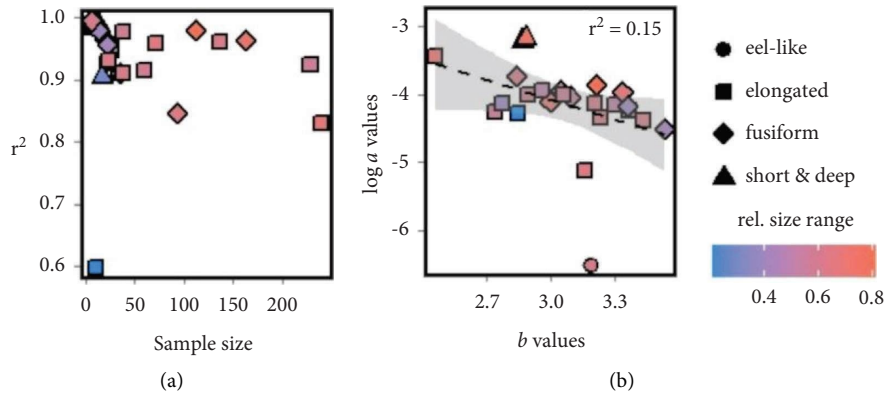 1.0
0.9
0.8
0.7
0.6
r²
0 50 100 150 200
Sample size
(a)
r² = 0.15
-3
-4
-5
-6
log a values
2.7 3.0 3.3
b values
(b)
eel-like
elongated
fusiform
short & deep
rel. size range
0.4 0.6 0.8